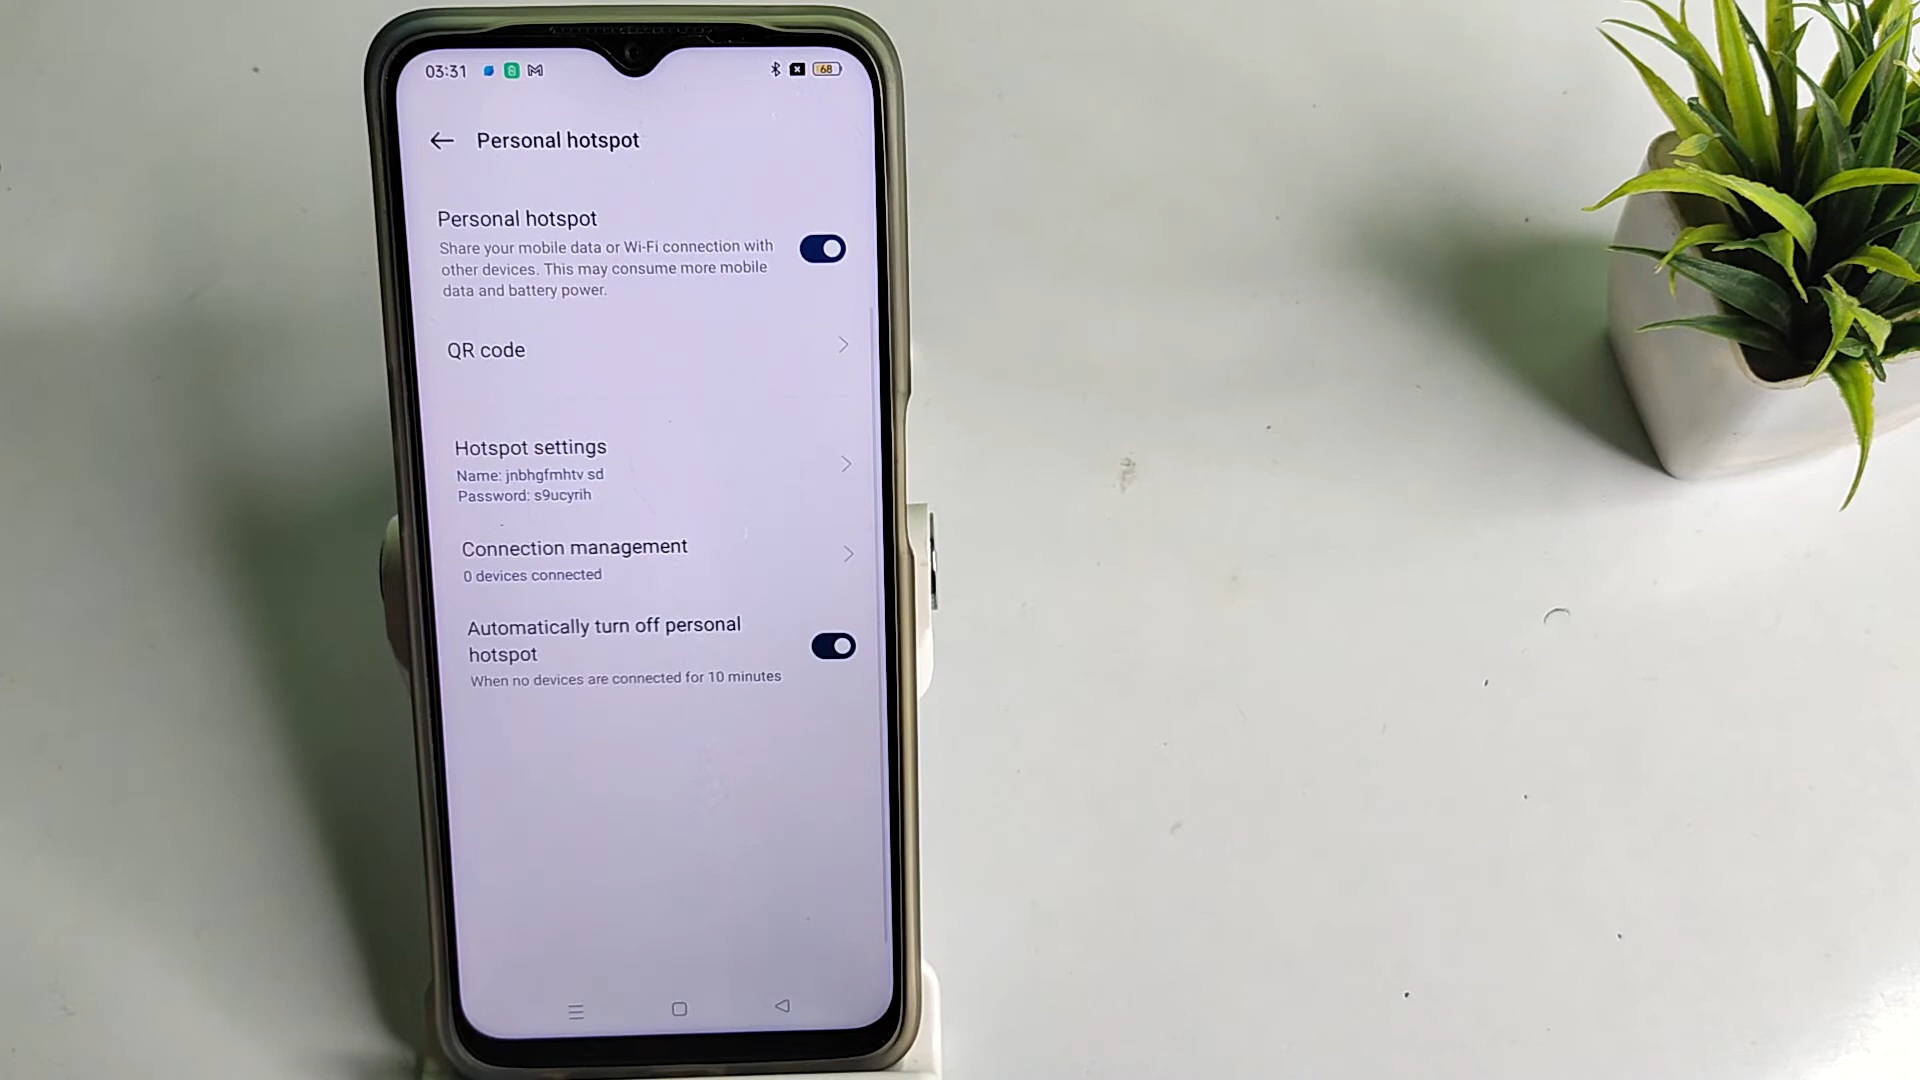 03:31
68
Personal hotspot
Personal hotspot
Share your mobile data or Wi-Fi connection with
other devices. This may consume more mobile
data and battery power.
QR code
Hotspot settings
Name: jnbhgfmhtv sd
Password: s9ucyrih
Connection management
0 devices connected
Automatically turn off personal
hotspot
When no devices are connected for 10 minutes